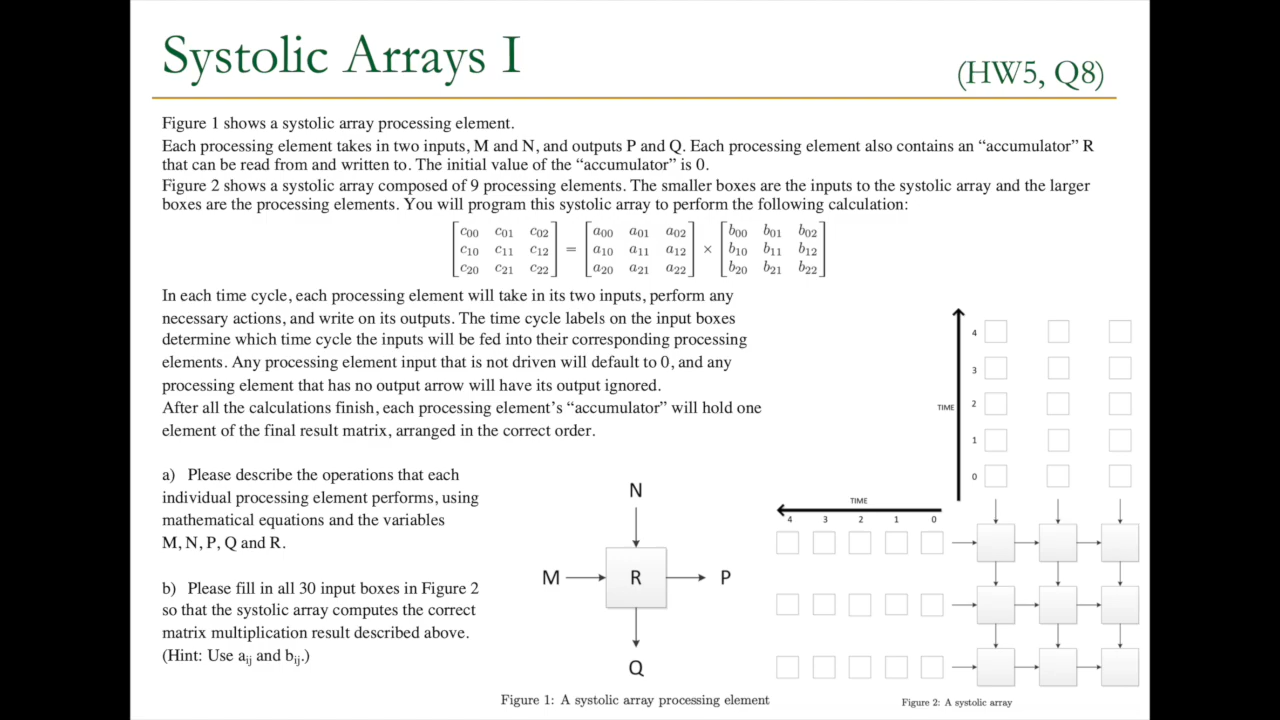 Systolic Arrays I
(HW5, Q8)
Figure 1 shows a systolic array processing element.
Each processing element takes in two inputs, M and N, and outputs P and Q. Each processing element also contains an “accumulator” R
that can be read from and written to. The initial value of the “accumulator” is 0.
Figure 2 shows a systolic array composed of 9 processing elements. The smaller boxes are the inputs to the systolic array and the larger
boxes are the processing elements. You will program this systolic array to perform the following calculation:
c00 c01 c02 a00 a01 a02 b00 b01 b02
c10 c11 c12 = a10 a11 a12 × b10 b11 b12
c20 c21 c22 a20 a21 a22 b20 b21 b22
In each time cycle, each processing element will take in its two inputs, perform any
necessary actions, and write on its outputs. The time cycle labels on the input boxes
determine which time cycle the inputs will be fed into their corresponding processing
elements. Any processing element input that is not driven will default to 0, and any
processing element that has no output arrow will have its output ignored.
After all the calculations finish, each processing element’s “accumulator” will hold one
element of the final result matrix, arranged in the correct order.
a) Please describe the operations that each
individual processing element performs, using
mathematical equations and the variables
M, N, P, Q and R.
b) Please fill in all 30 input boxes in Figure 2
so that the systolic array computes the correct
matrix multiplication result described above.
(Hint: Use aij and bij.)
N
M R P
Q
Figure 1: A systolic array processing element
4
3
TIME 2
1
0
TIME
4 3 2 1 0
Figure 2: A systolic array